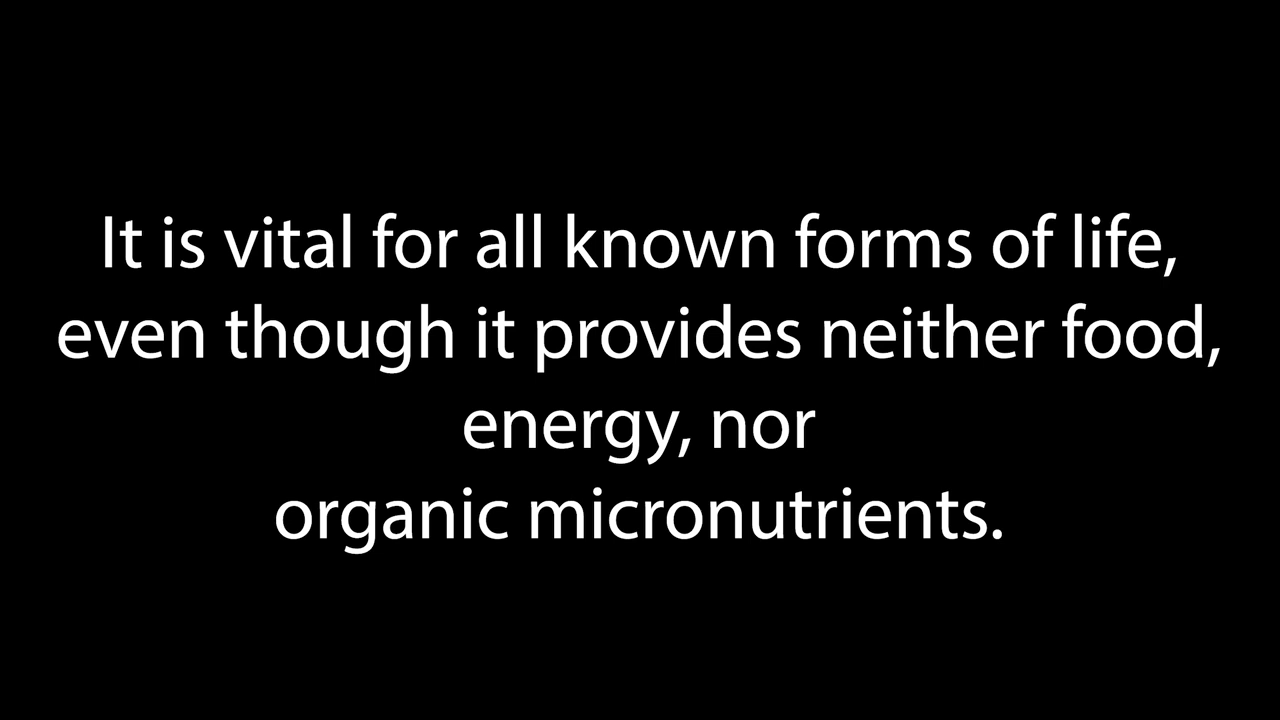 It is vital for all known forms of life,
even though it provides neither food,
energy, nor
organic micronutrients.